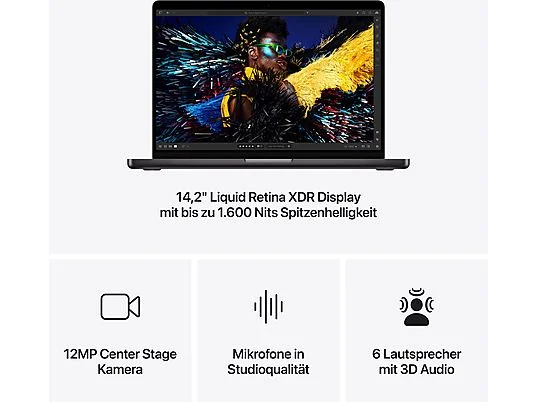 14,2" Liquid Retina XDR Display
mit bis zu 1.600 Nits Spitzenhelligkeit
12MP Center Stage
Kamera
Mikrofone in
Studioqualität
6 Lautsprecher
mit 3D Audio